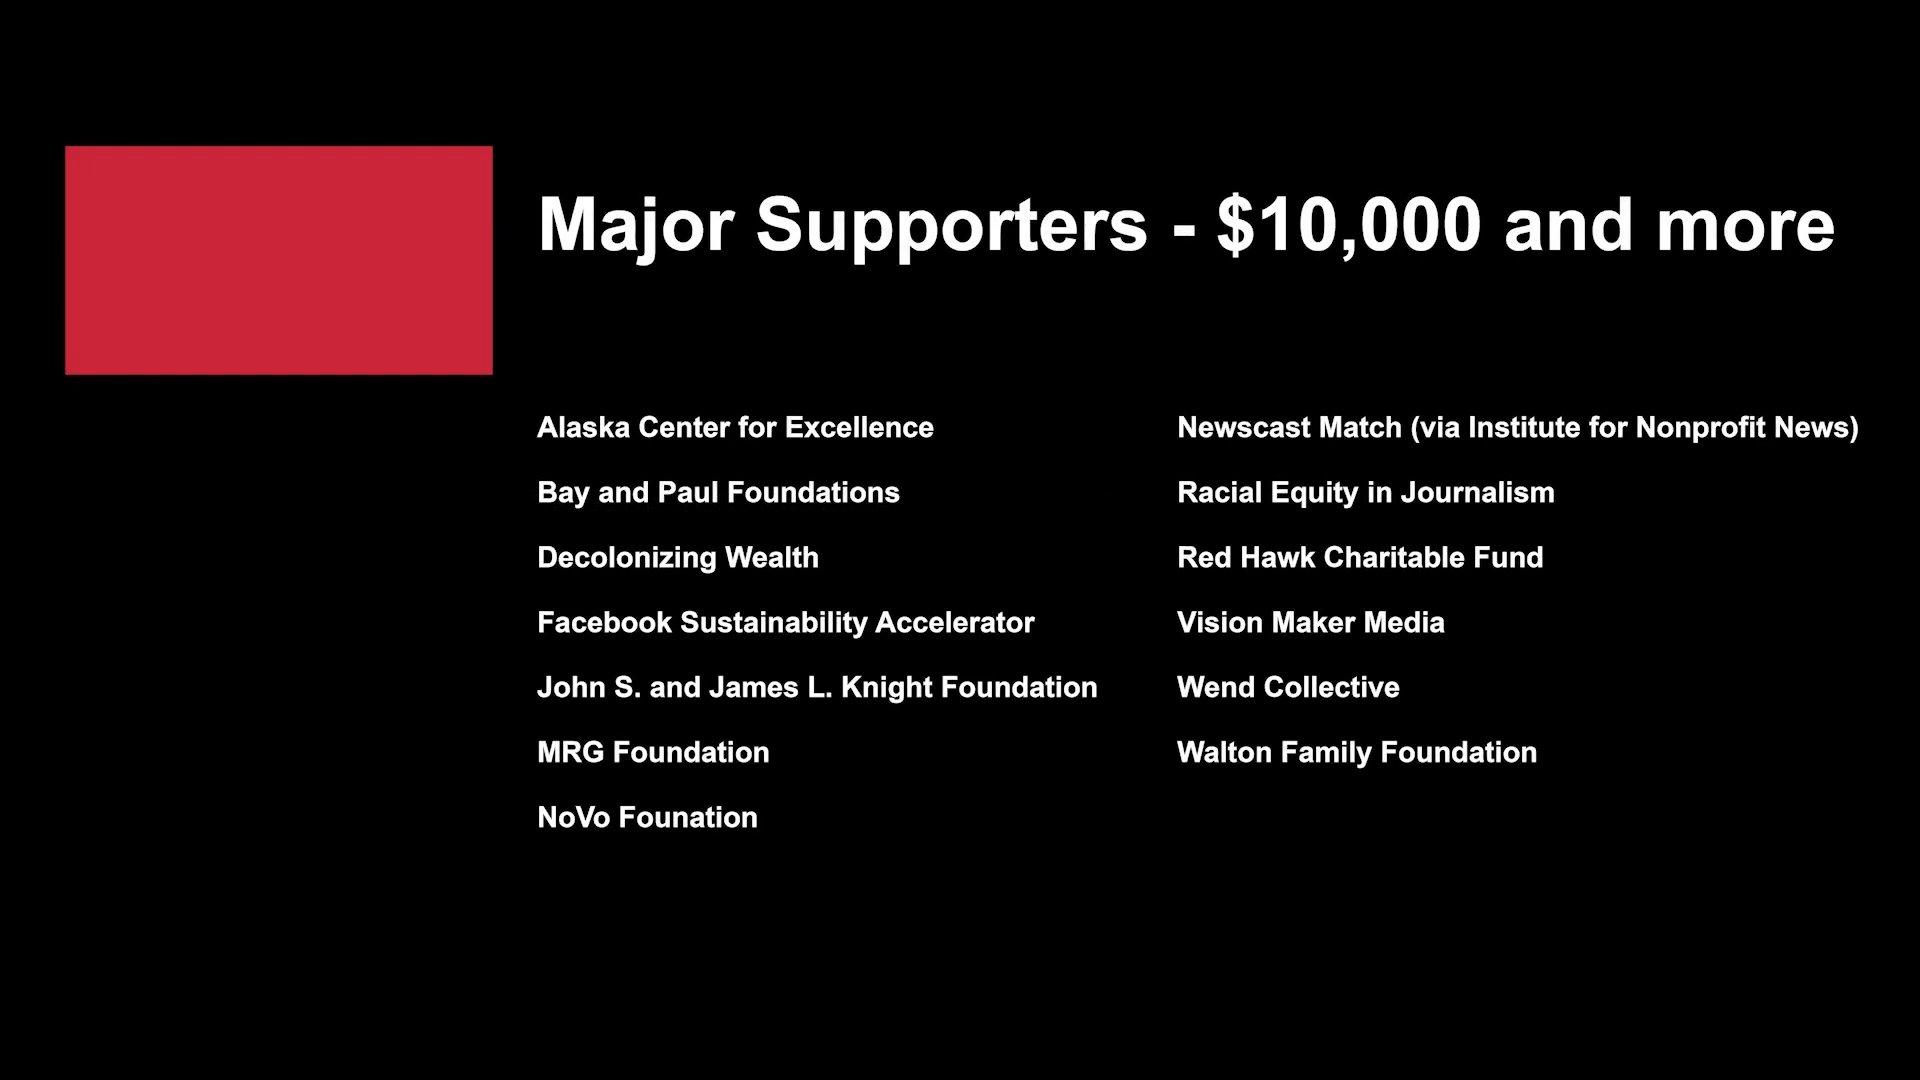 Major Supporters - $10,000 and more
Alaska Center for Excellence
Bay and Paul Foundations
Decolonizing Wealth
Facebook Sustainability Accelerator
John S. and James L. Knight Foundation
MRG Foundation
NoVo Founation
Newscast Match (via Institute for Nonprofit News)
Racial Equity in Journalism
Red Hawk Charitable Fund
Vision Maker Media
Wend Collective
Walton Family Foundation